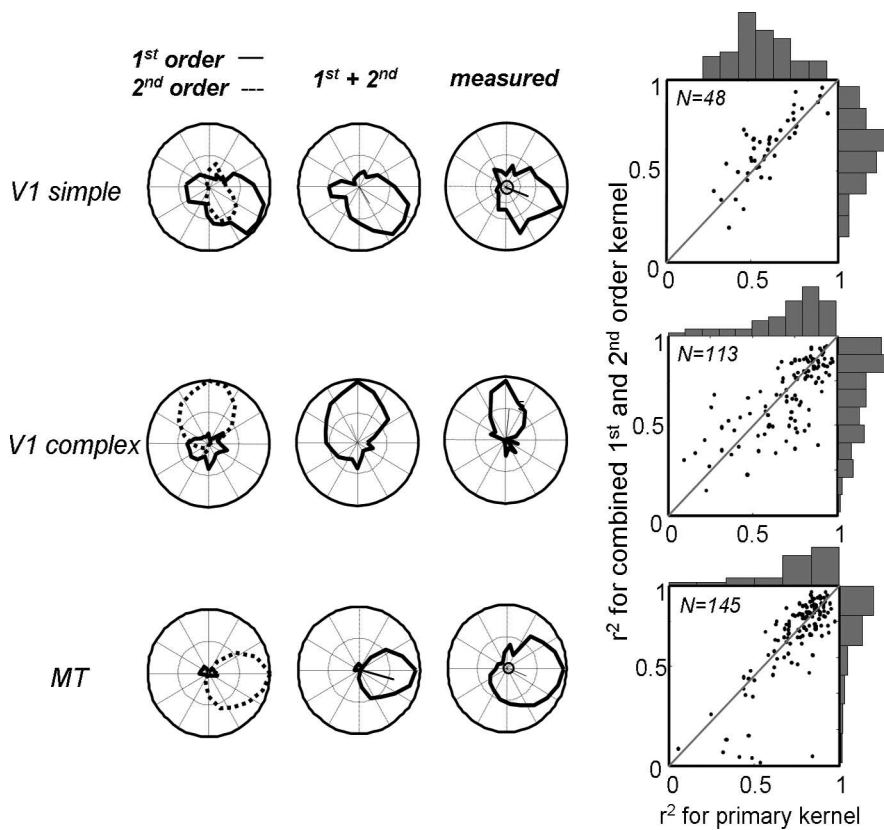 1st order —
2nd order ---
1st + 2nd
measured
V1 simple
V1 complex
MT
r2 for combined 1st and 2nd order kernel
1
N=48
0.5
0
0
0.5
1
1
N=113
0.5
0
0
0.5
1
1
N=145
0.5
0
0
0.5
1
r2 for primary kernel